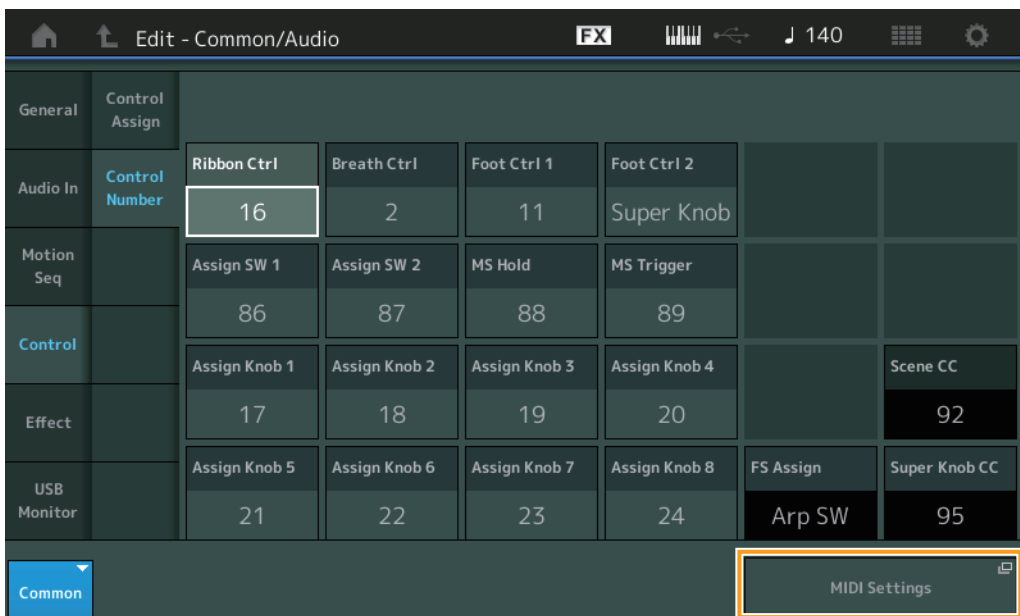 Edit - Common/Audio FX ♩ 140
General
Audio In
Motion
Seq
Control
Effect
USB
Monitor
Control
Assign
Control
Number
Ribbon Ctrl Breath Ctrl Foot Ctrl 1 Foot Ctrl 2
16 2 11 Super Knob
Assign SW 1 Assign SW 2 MS Hold MS Trigger
86 87 88 89
Assign Knob 1 Assign Knob 2 Assign Knob 3 Assign Knob 4 Scene CC
17 18 19 20 92
Assign Knob 5 Assign Knob 6 Assign Knob 7 Assign Knob 8 FS Assign Super Knob CC
21 22 23 24 Arp SW 95
Common MIDI Settings